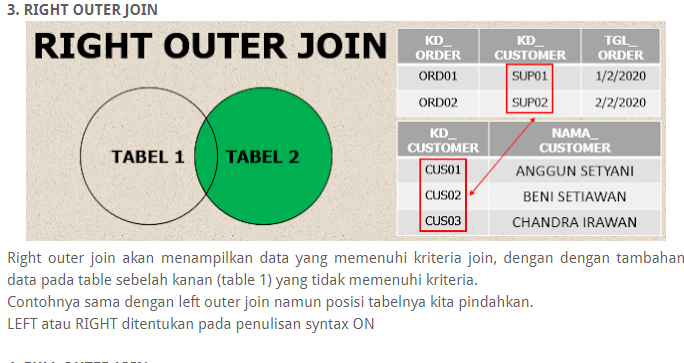 3. RIGHT OUTER JOIN
RIGHT OUTER JOIN
TABEL 1
TABEL 2
KD_ KD_ TGL_
ORDER CUSTOMER ORDER
ORD01 SUP01 1/2/2020
ORD02 SUP02 2/2/2020
KD_ NAMA_
CUSTOMER CUSTOMER
CUS01 ANGGUN SETYANI
CUS02 BENI SETIAWAN
CUS03 CHANDRA IRAWAN
Right outer join akan menampilkan data yang memenuhi kriteria join, dengan dengan tambahan
data pada table sebelah kanan (table 1) yang tidak memenuhi kriteria.
Contohnya sama dengan left outer join namun posisi tabelnya kita pindahkan.
LEFT atau RIGHT ditentukan pada penulisan syntax ON